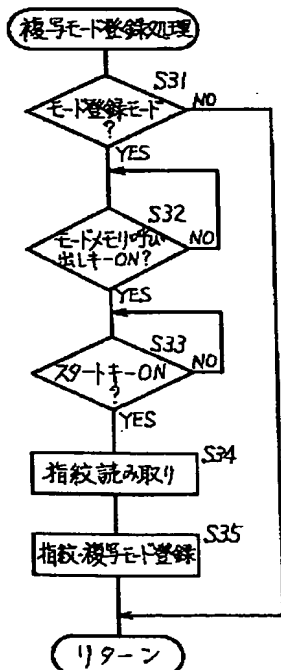 複写モード登録処理
S31
モード登録モード
?
NO
YES
S32
モードメモリ呼び
出しキーON?
NO
YES
S33
スタートキーON
?
NO
YES
S34
指紋読み取り
S35
指紋・複写モード登録
リターン